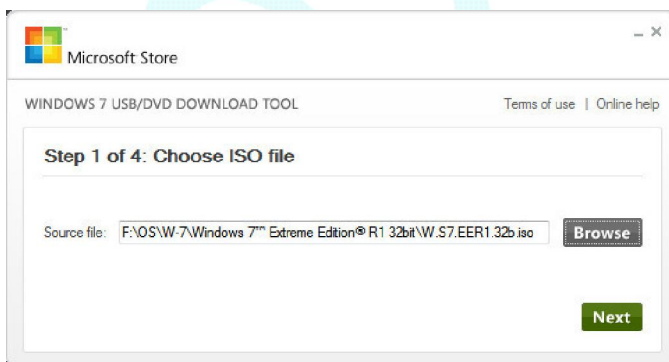 Microsoft Store
WINDOWS 7 USB/DVD DOWNLOAD TOOL
Terms of use | Online help
Step 1 of 4: Choose ISO file
Source file: F:\OS\W-7\Windows 7™ Extreme Edition® R1 32bit\W.S7.EER1.32b.iso Browse
Next